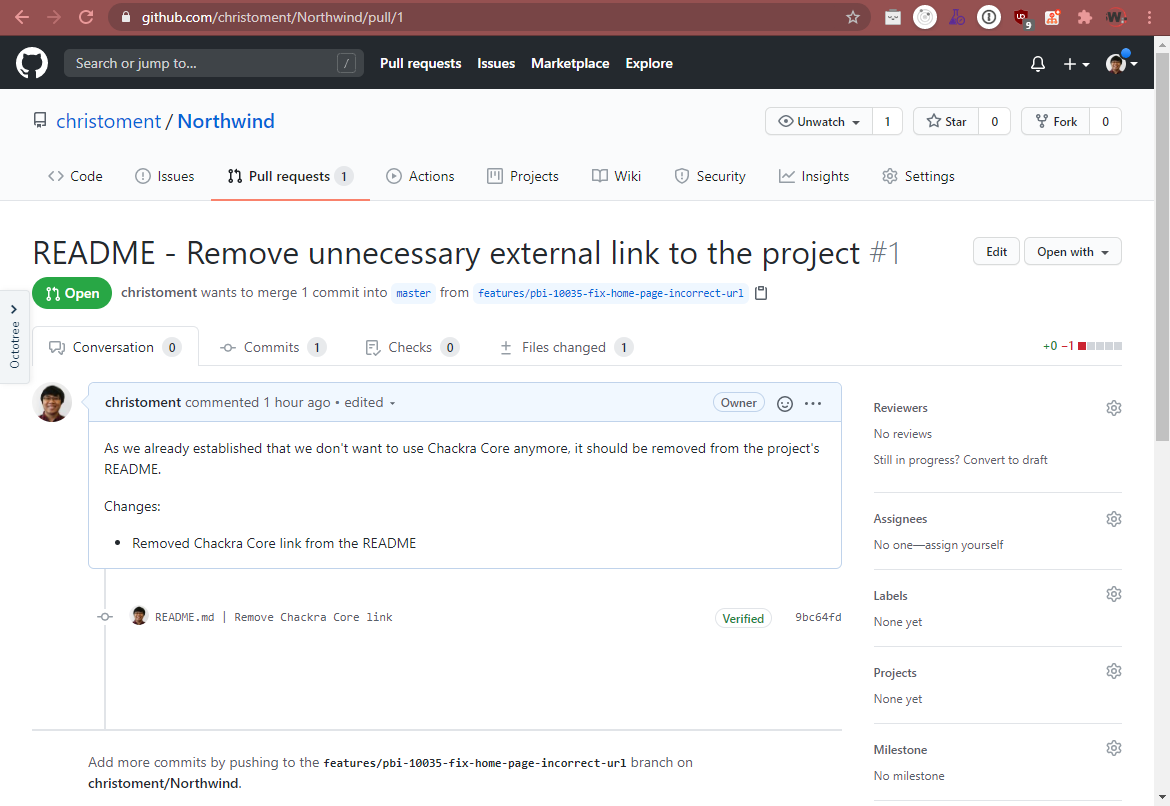 github.com/christoment/Northwind/pull/1
9
Search or jump to... /
Pull requests Issues Marketplace Explore
christoment / Northwind
Unwatch 1 Star 0 Fork 0
Code Issues Pull requests 1 Actions Projects Wiki Security Insights Settings
README - Remove unnecessary external link to the project #1
Edit Open with
Open christoment wants to merge 1 commit into master from features/pbi-10035-fix-home-page-incorrect-url
Octotree
Conversation 0 Commits 1 Checks 0 Files changed 1
+0 −1
christoment commented 1 hour ago • edited
Owner
As we already established that we don't want to use Chackra Core anymore, it should be removed from the project's
README.
Changes:
• Removed Chackra Core link from the README
README.md | Remove Chackra Core link
Verified 9bc64fd
Add more commits by pushing to the features/pbi-10035-fix-home-page-incorrect-url branch on
christoment/Northwind.
Reviewers
No reviews
Still in progress? Convert to draft
Assignees
No one—assign yourself
Labels
None yet
Projects
None yet
Milestone
No milestone